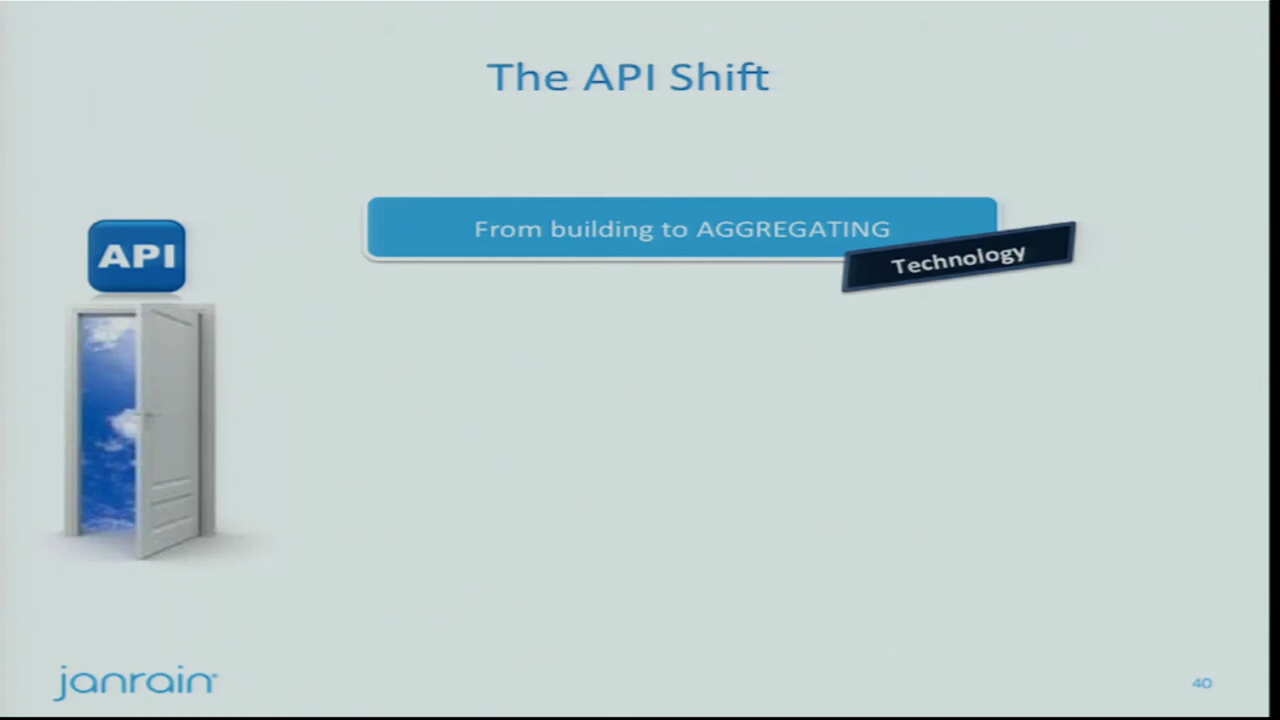 The API Shift
From building to AGGREGATING
Technology
API
janrain
40